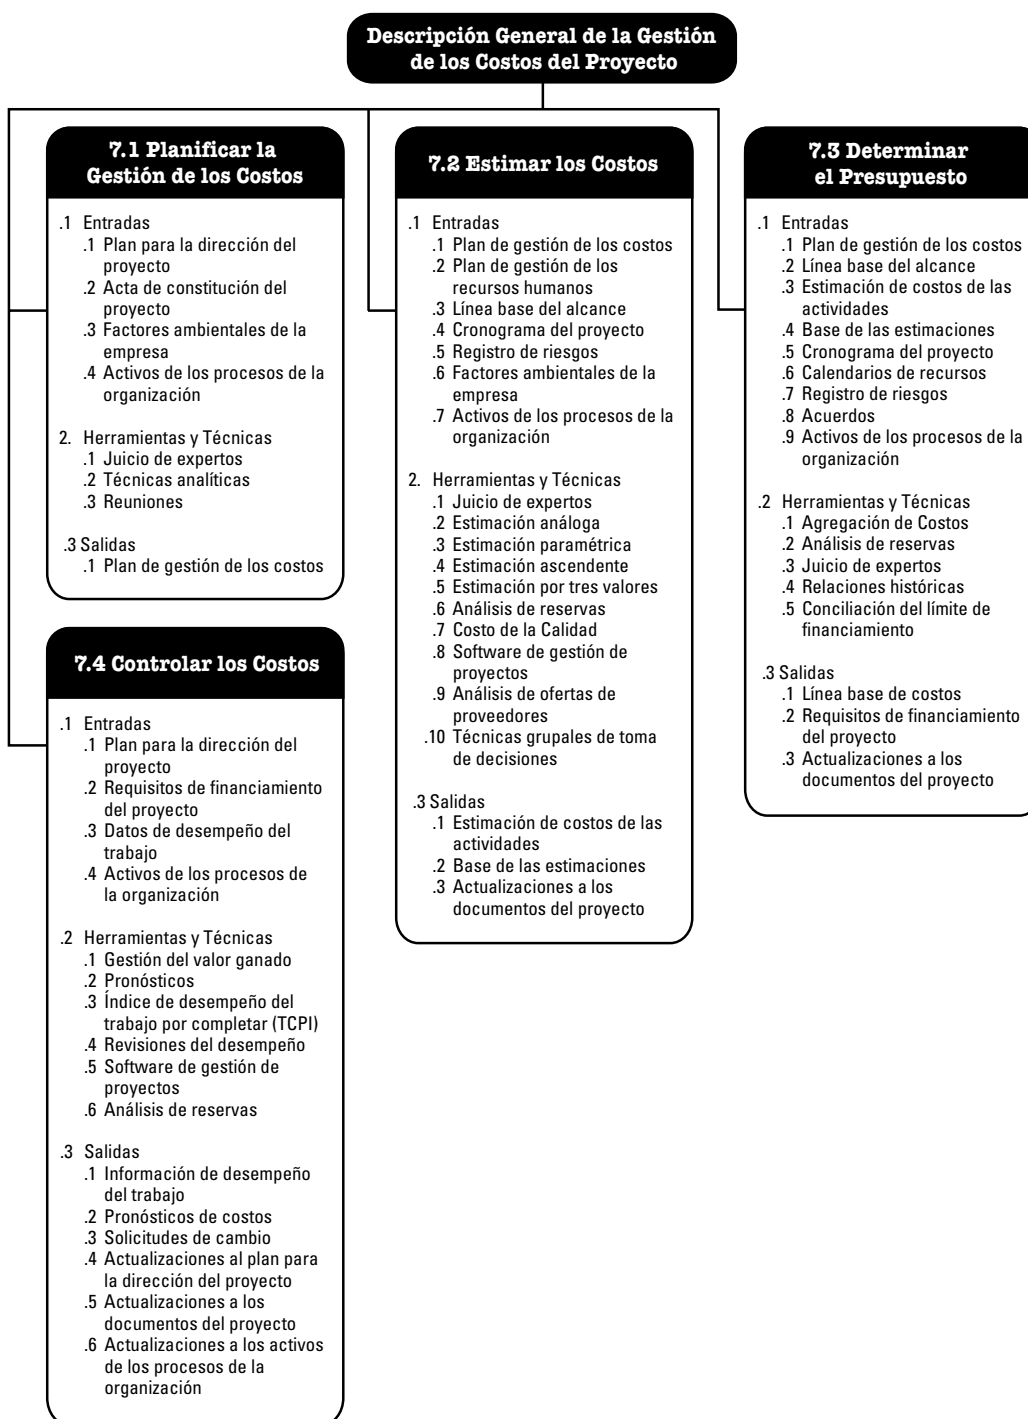 Descripción General de la Gestión
de los Costos del Proyecto
7.1 Planificar la
Gestión de los Costos
.1 Entradas
.1 Plan para la dirección del
proyecto
.2 Acta de constitución del
proyecto
.3 Factores ambientales de la
empresa
.4 Activos de los procesos de la
organización
2. Herramientas y Técnicas
.1 Juicio de expertos
.2 Técnicas analíticas
.3 Reuniones
.3 Salidas
.1 Plan de gestión de los costos
7.2 Estimar los Costos
.1 Entradas
.1 Plan de gestión de los costos
.2 Plan de gestión de los
recursos humanos
.3 Línea base del alcance
.4 Cronograma del proyecto
.5 Registro de riesgos
.6 Factores ambientales de la
empresa
.7 Activos de los procesos de la
organización
2. Herramientas y Técnicas
.1 Juicio de expertos
.2 Estimación análoga
.3 Estimación paramétrica
.4 Estimación ascendente
.5 Estimación por tres valores
.6 Análisis de reservas
.7 Costo de la Calidad
.8 Software de gestión de
proyectos
.9 Análisis de ofertas de
proveedores
.10 Técnicas grupales de toma
de decisiones
.3 Salidas
.1 Estimación de costos de las
actividades
.2 Base de las estimaciones
.3 Actualizaciones a los
documentos del proyecto
7.3 Determinar
el Presupuesto
.1 Entradas
.1 Plan de gestión de los costos
.2 Línea base del alcance
.3 Estimación de costos de las
actividades
.4 Base de las estimaciones
.5 Cronograma del proyecto
.6 Calendarios de recursos
.7 Registro de riesgos
.8 Acuerdos
.9 Activos de los procesos de la
organización
.2 Herramientas y Técnicas
.1 Agregación de Costos
.2 Análisis de reservas
.3 Juicio de expertos
.4 Relaciones históricas
.5 Conciliación del límite de
financiamiento
.3 Salidas
.1 Línea base de costos
.2 Requisitos de financiamiento
del proyecto
.3 Actualizaciones a los
documentos del proyecto
7.4 Controlar los Costos
.1 Entradas
.1 Plan para la dirección del
proyecto
.2 Requisitos de financiamiento
del proyecto
.3 Datos de desempeño del
trabajo
.4 Activos de los procesos de
la organización
.2 Herramientas y Técnicas
.1 Gestión del valor ganado
.2 Pronósticos
.3 Índice de desempeño del
trabajo por completar (TCPI)
.4 Revisiones del desempeño
.5 Software de gestión de
proyectos
.6 Análisis de reservas
.3 Salidas
.1 Información de desempeño
del trabajo
.2 Pronósticos de costos
.3 Solicitudes de cambio
.4 Actualizaciones al plan para
la dirección del proyecto
.5 Actualizaciones a los
documentos del proyecto
.6 Actualizaciones a los activos
de los procesos de la
organización